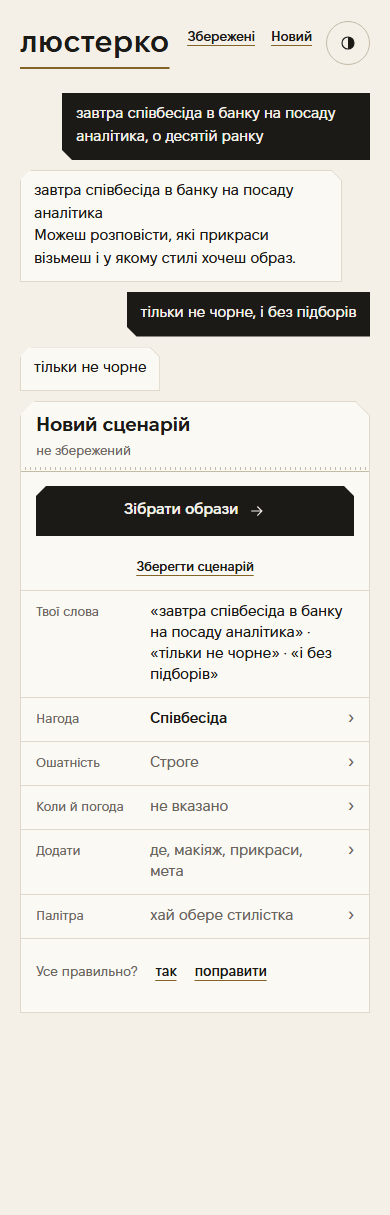 люстерко
Збережені
Новий
завтра співбесіда в банку на посаду
аналітика, о десятій ранку
завтра співбесіда в банку на посаду
аналітика
Можеш розповісти, які прикраси
візьмеш і у якому стилі хочеш образ.
тільки не чорне, і без підборів
тільки не чорне
Новий сценарій
не збережений
Зібрати образи →
Зберегти сценарій
Твої слова
«завтра співбесіда в банку
на посаду аналітика» ·
«тільки не чорне» · «і без
підборів»
Нагода
Співбесіда ›
Ошатність
Строге ›
Коли й погода
не вказано ›
Додати
де, макіяж, прикраси, ›
мета
Палітра
хай обере стилістка ›
Усе правильно? так поправити